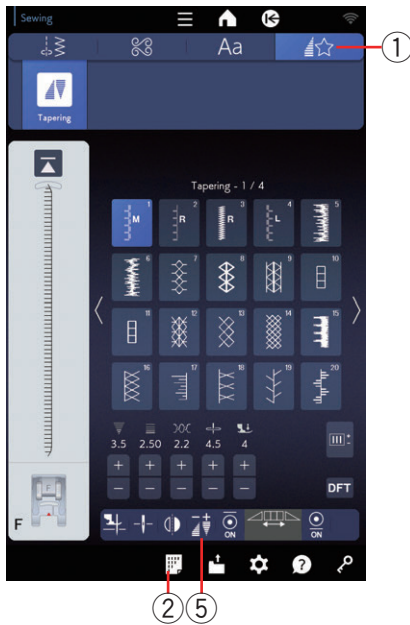 Sewing
Aa
1
Tapering
Tapering - 1 / 4
M 1
R 2
R 3
L 4
5
6
7
8
9
10
11
12
13
14
15
16
17
18
19
20
3.5 2.50 2.2 4.5 4
+ + + + +
- - - - -
DFT
F
- +
ON
ON
?
2 5